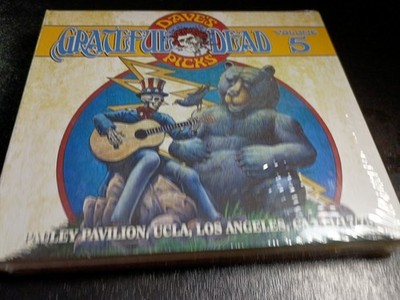 DAVE'S
GRATEFUL DEAD
PICKS
VOLUME
5
PAULEY PAVILION, UCLA, LOS ANGELES,